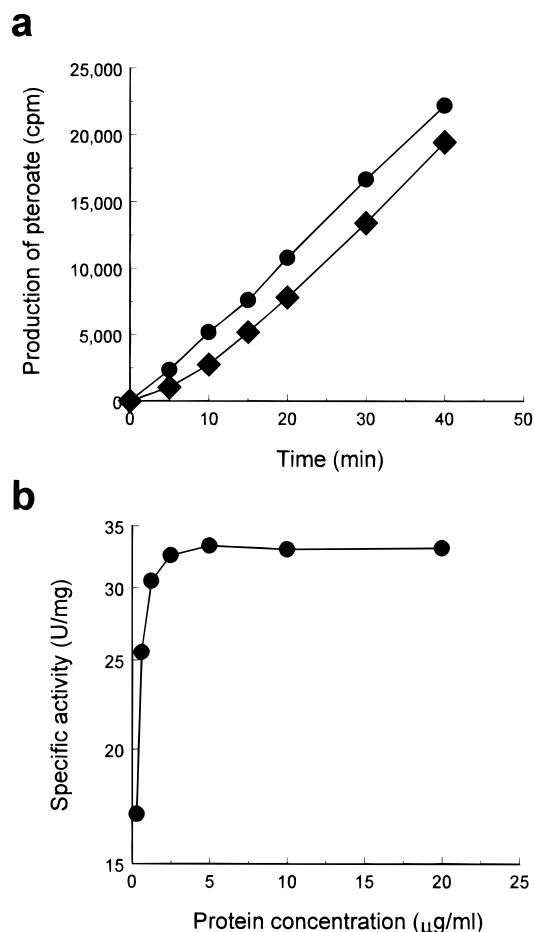 a
Production of pteroate (cpm)
25,000
20,000
15,000
10,000
5,000
0
0 10 20 30 40 50
Time (min)
b
Specific activity (U/mg)
35
30
25
20
15
0 5 10 15 20 25
Protein concentration (μg/ml)